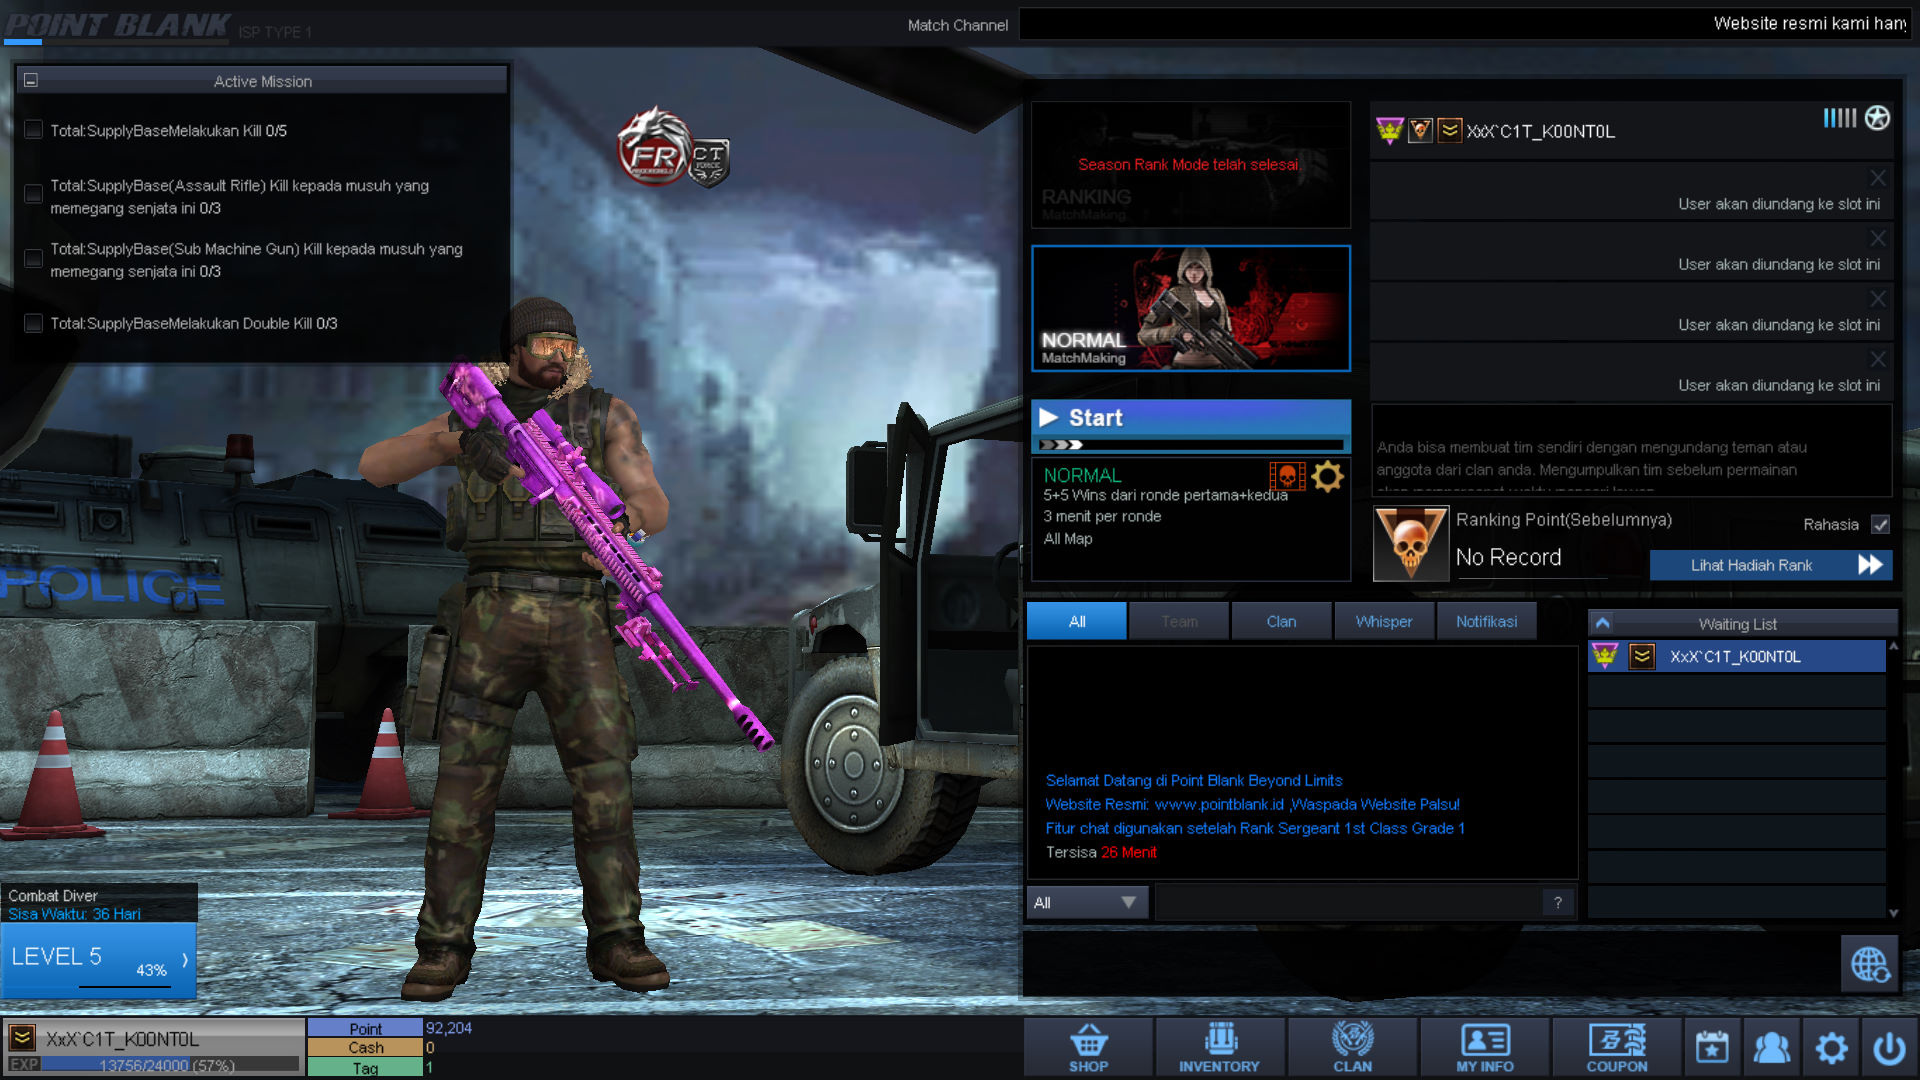 POINT BLANK
ISP TYPE 1
Match Channel
Website resmi kami hany
Active Mission
Total:SupplyBaseMelakukan Kill 0/5
Total:SupplyBase(Assault Rifle) Kill kepada musuh yang
memegang senjata ini 0/3
Total:SupplyBase(Sub Machine Gun) Kill kepada musuh yang
memegang senjata ini 0/3
Total:SupplyBaseMelakukan Double Kill 0/3
FR
CT
FORCE
POLICE
Season Rank Mode telah selesai.
RANKING
MatchMaking
NORMAL
MatchMaking
Start
NORMAL
5+5 Wins dari ronde pertama+kedua
3 menit per ronde
All Map
XxX`C1T_K00NT0L
User akan diundang ke slot ini
User akan diundang ke slot ini
User akan diundang ke slot ini
User akan diundang ke slot ini
Anda bisa membuat tim sendiri dengan mengundang teman atau
anggota dari clan anda. Mengumpulkan tim sebelum permainan
Ranking Point(Sebelumnya)
Rahasia
No Record
Lihat Hadiah Rank
All
Team
Clan
Whisper
Notifikasi
Selamat Datang di Point Blank Beyond Limits
Website Resmi: www.pointblank.id ,Waspada Website Palsu!
Fitur chat digunakan setelah Rank Sergeant 1st Class Grade 1
Tersisa 26 Menit
All
?
Waiting List
XxX`C1T_K00NT0L
Combat Diver
Sisa Waktu: 36 Hari
LEVEL 5
43%
XxX`C1T_K00NT0L
EXP 13756/24000 (57%)
Point 92,204
Cash 0
Tag 1
SHOP
INVENTORY
CLAN
MY INFO
COUPON